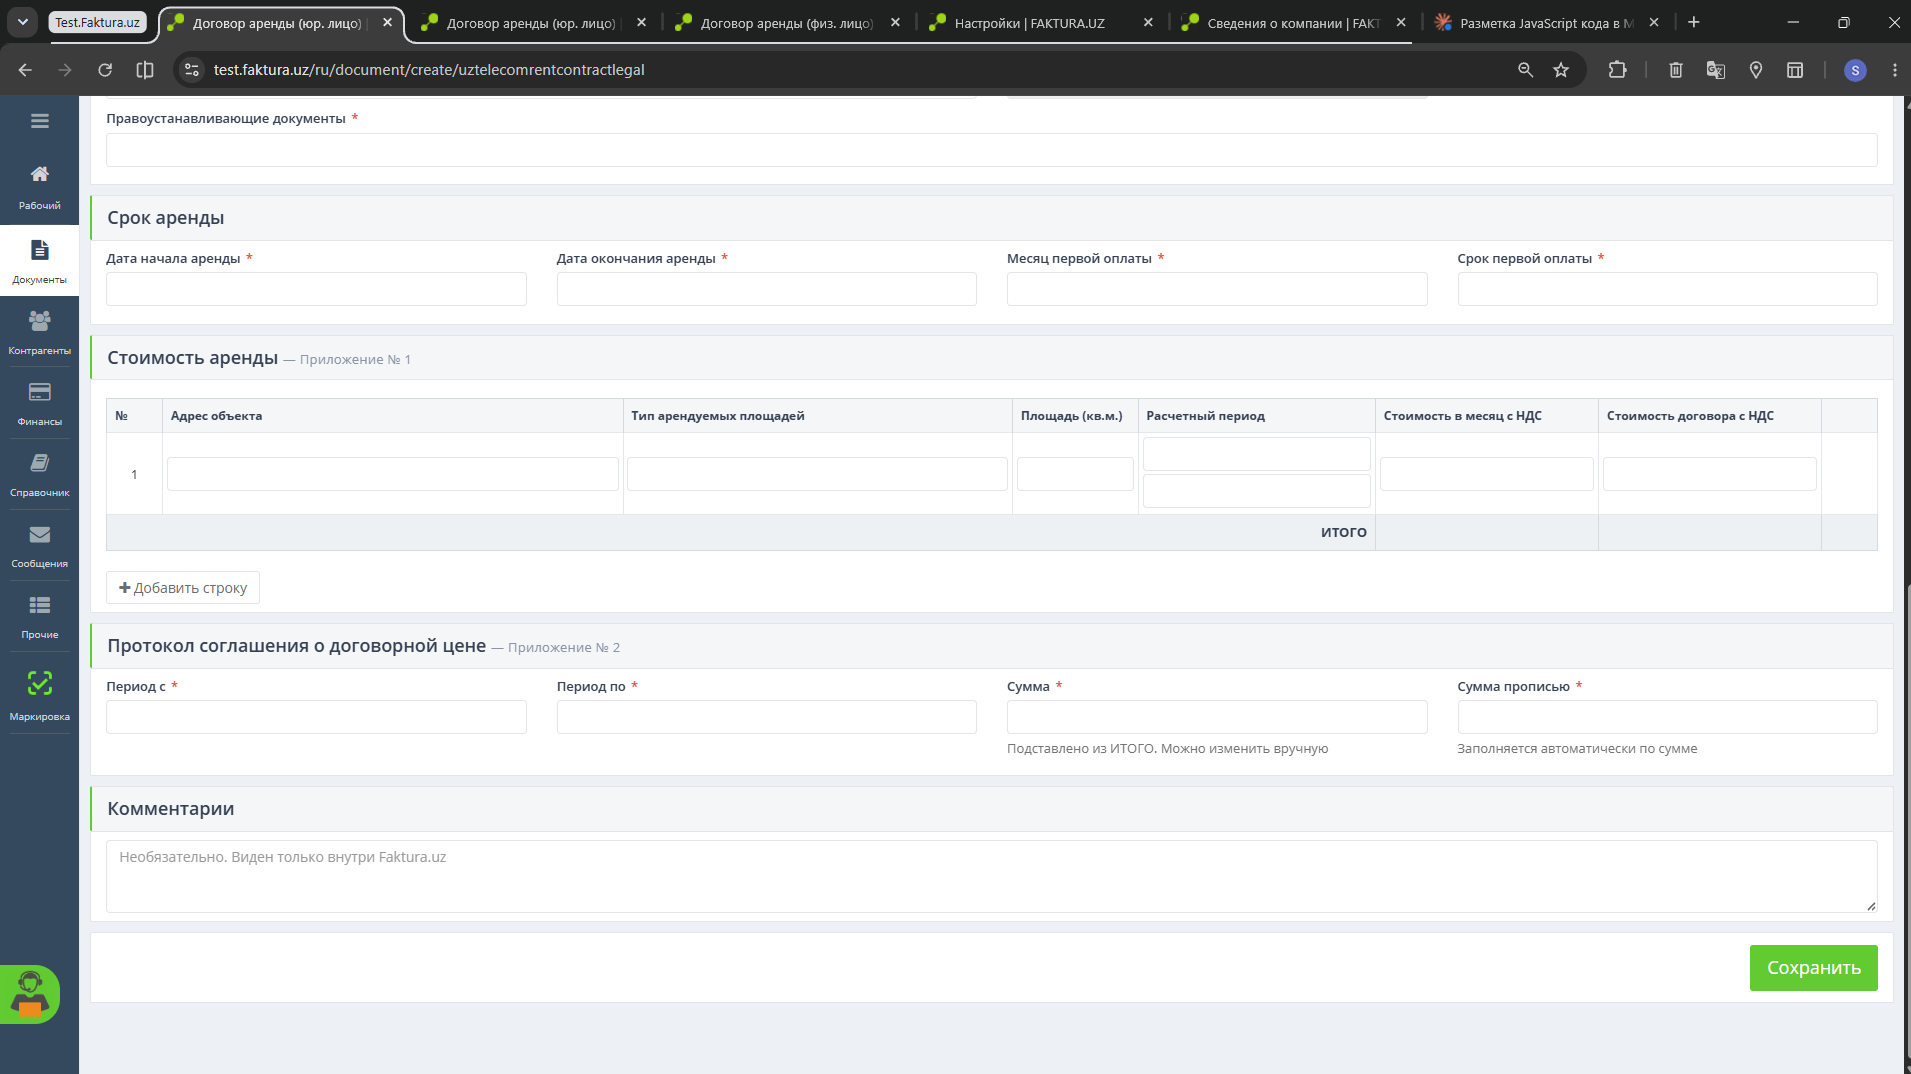 Test.Faktura.uz
Договор аренды (юр. лицо) |
Договор аренды (юр. лицо) |
Договор аренды (физ. лицо)
Настройки | FAKTURA.UZ
Сведения о компании | FAKT
Разметка JavaScript кода в М
test.faktura.uz/ru/document/create/uztelecomrentcontractlegal
S
Рабочий
Документы
Контрагенты
Финансы
Справочник
Сообщения
Прочие
Маркировка
Правоустанавливающие документы *
Срок аренды
Дата начала аренды *
Дата окончания аренды *
Месяц первой оплаты *
Срок первой оплаты *
Стоимость аренды — Приложение № 1
№
Адрес объекта
Тип арендуемых площадей
Площадь (кв.м.)
Расчетный период
Стоимость в месяц с НДС
Стоимость договора с НДС
1
ИТОГО
Добавить строку
Протокол соглашения о договорной цене — Приложение № 2
Период с *
Период по *
Сумма *
Сумма прописью *
Подставлено из ИТОГО. Можно изменить вручную
Заполняется автоматически по сумме
Комментарии
Необязательно. Виден только внутри Faktura.uz
Сохранить